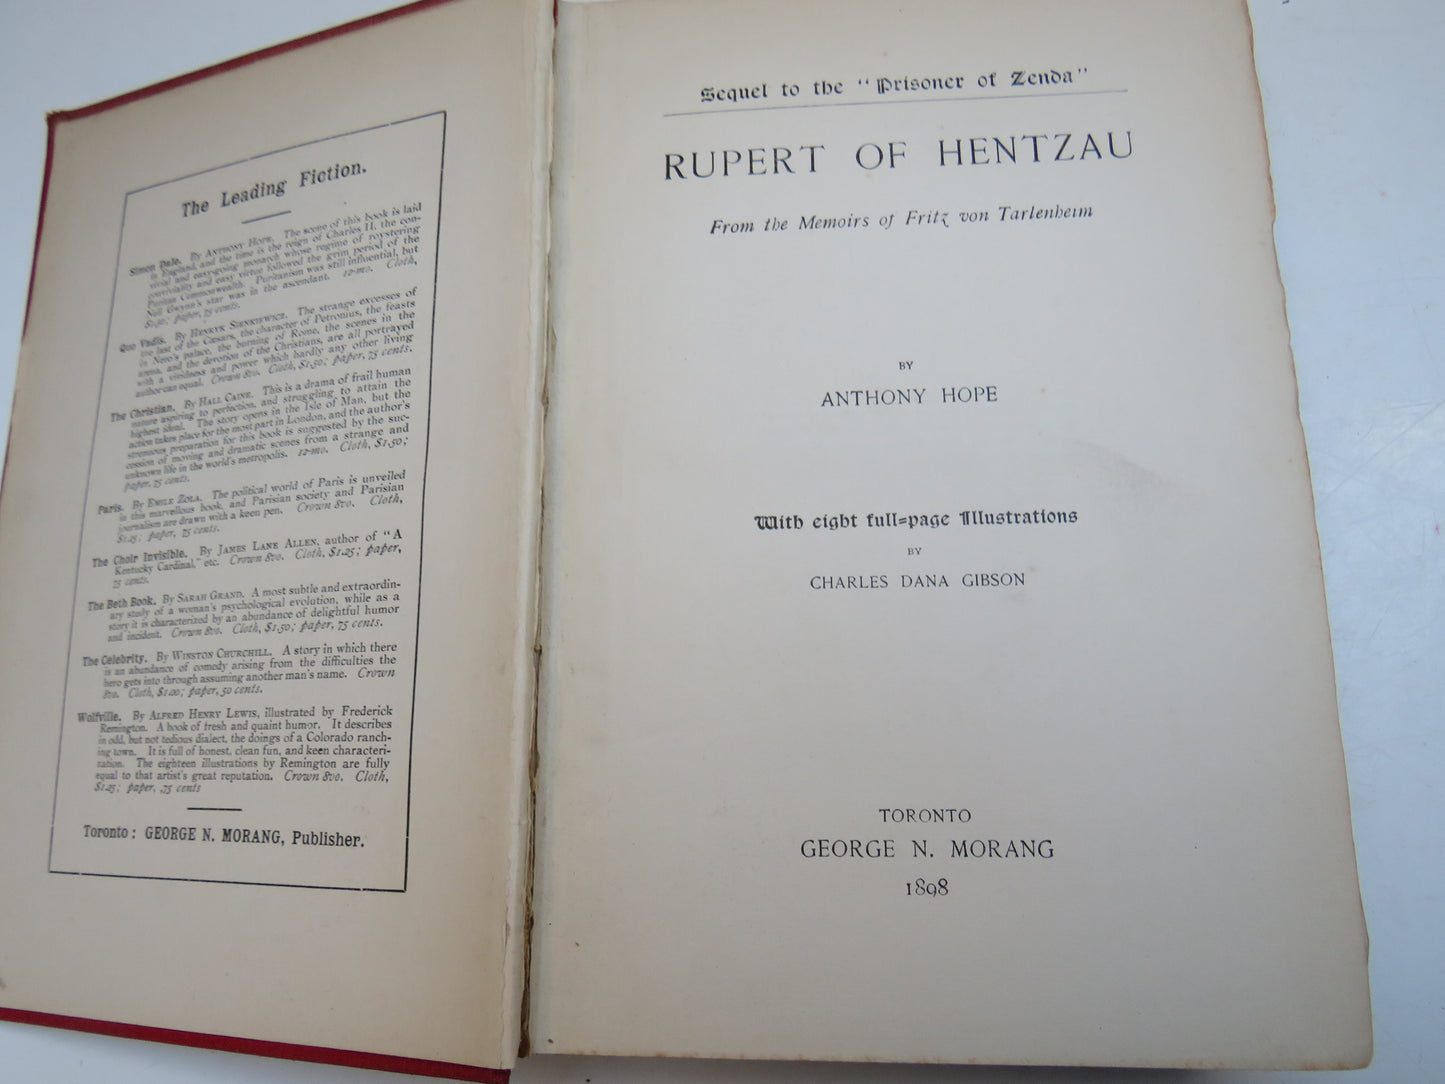 The Leading Fiction.
Simon Dale. By ANTHONY HOPE. The scene of this book is laid
in England, and the time is the reign of Charles II, the con-
vivial and easy-going monarch whose regime of roystering
conviviality and easy virtue followed the grim period of the
Puritan Commonwealth. Puritanism was still influential, but
Nell Gwynn's star was in the ascendant. 12-mo. Cloth,
$1.50; paper, 75 cents.
Quo Vadis. By HENRYK SIENKIEWICZ. The strange excesses of
the last of the Cæsars, the character of Petronius, the feasts
in Nero's palace, the burning of Rome, the scenes in the
arena, and the devotion of the Christians, are all portrayed
with a vividness and power which hardly any other living
author can equal. Crown 8vo. Cloth, $1.50; paper, 75 cents.
The Christian. By HALL CAINE. This is a drama of frail human
nature aspiring to perfection, and struggling to attain the
highest ideal. The story opens in the Isle of Man, but the
action takes place for the most part in London, and the author's
strenuous preparation for this book is suggested by the suc-
cession of moving and dramatic scenes from a strange and
unknown life in the world's metropolis. 12-mo. Cloth, $1.50;
paper, 75 cents.
Paris. By EMILE ZOLA. The political world of Paris is unveiled
in this marvellous book, and Parisian society and Parisian
journalism are drawn with a keen pen. Crown 8vo. Cloth,
$1.25; paper, 75 cents.
The Choir Invisible. By JAMES LANE ALLEN, author of "A
Kentucky Cardinal," etc. Crown 8vo. Cloth, $1.25; paper,
75 cents.
The Beth Book. By SARAH GRAND. A most subtle and extraordin-
ary study of a woman's psychological evolution, while as a
story it is characterized by an abundance of delightful humor
and incident. Crown 8vo. Cloth, $1.50; paper, 75 cents.
The Celebrity. By WINSTON CHURCHILL. A story in which there
is an abundance of comedy arising from the difficulties the
hero gets into through assuming another man's name. Crown
8vo. Cloth, $1.00; paper, 50 cents.
Wolfville. By ALFRED HENRY LEWIS, illustrated by Frederick
Remington. A book of fresh and quaint humor. It describes
in odd, but not tedious dialect, the doings of a Colorado ranch-
ing town. It is full of honest, clean fun, and keen characteri-
zation. The eighteen illustrations by Remington are fully
equal to that artist's great reputation. Crown 8vo. Cloth,
$1.25; paper, .75 cents
Toronto: GEORGE N. MORANG, Publisher.
Sequel to the "Prisoner of Zenda"
RUPERT OF HENTZAU
From the Memoirs of Fritz von Tarlenheim
BY
ANTHONY HOPE
With eight full-page Illustrations
BY
CHARLES DANA GIBSON
TORONTO
GEORGE N. MORANG
1898